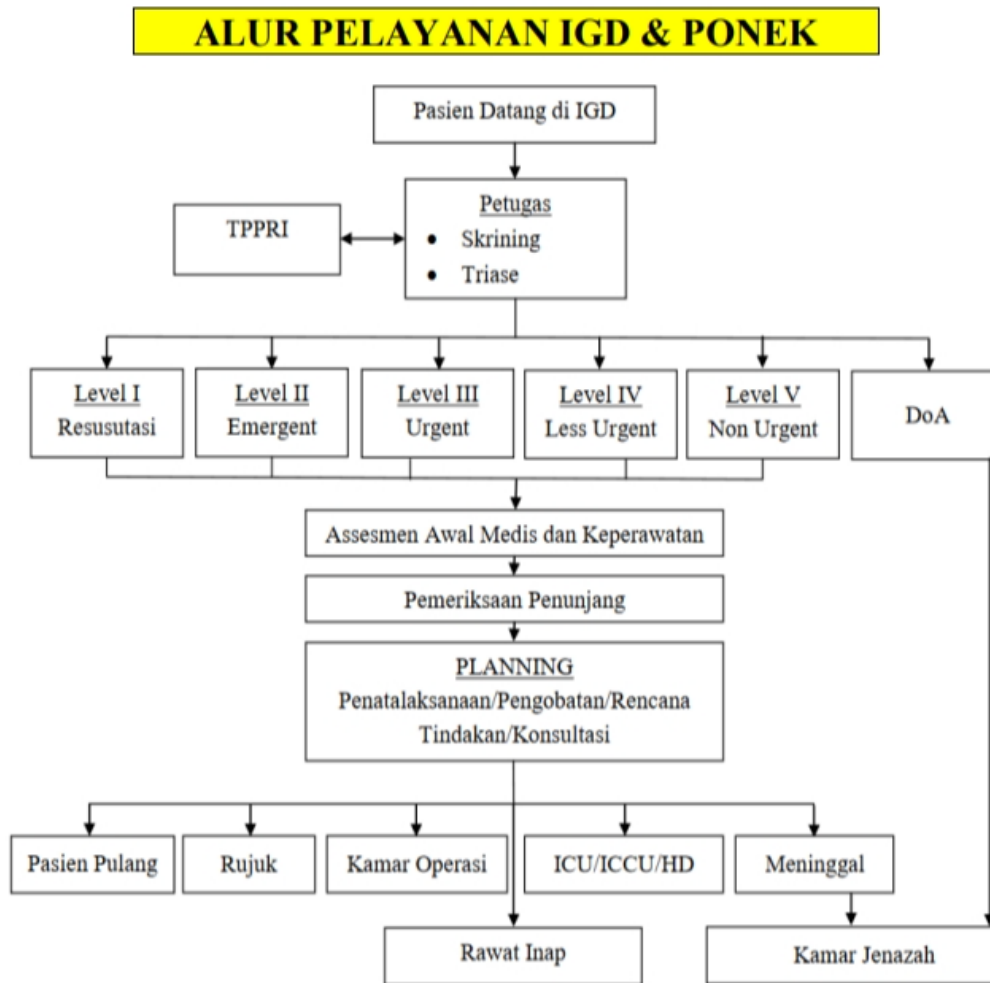 ALUR PELAYANAN IGD & PONEK
Pasien Datang di IGD
TPPRI
Petugas
• Skrining
• Triase
Level I
Resusutasi
Level II
Emergent
Level III
Urgent
Level IV
Less Urgent
Level V
Non Urgent
DoA
Assesmen Awal Medis dan Keperawatan
Pemeriksaan Penunjang
PLANNING
Penatalaksanaan/Pengobatan/Rencana
Tindakan/Konsultasi
Pasien Pulang
Rujuk
Kamar Operasi
ICU/ICCU/HD
Meninggal
Rawat Inap
Kamar Jenazah